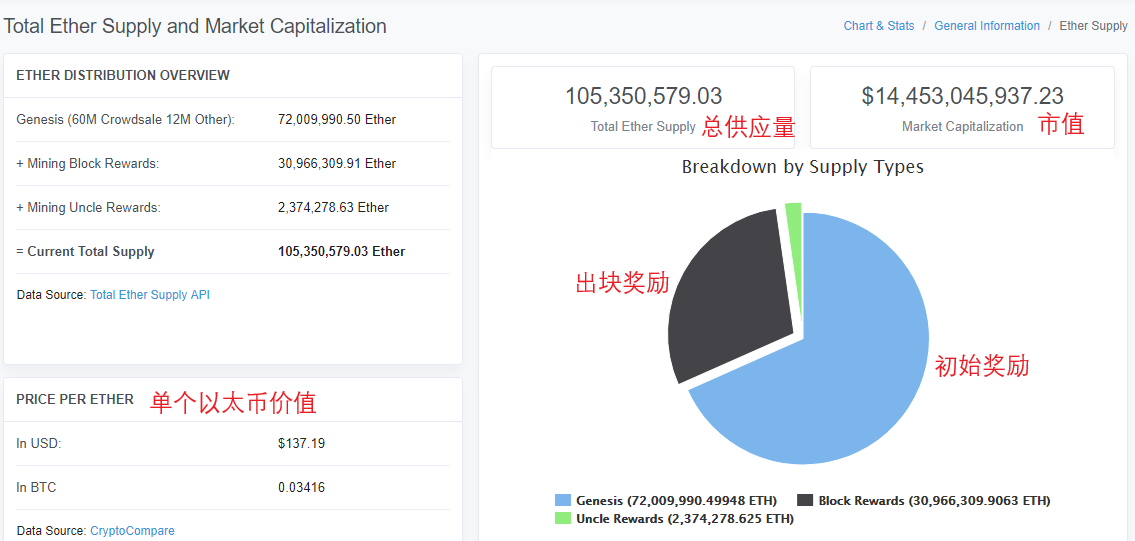 Total Ether Supply and Market Capitalization
Chart & Stats / General Information / Ether Supply
ETHER DISTRIBUTION OVERVIEW
Genesis (60M Crowdsale 12M Other): 72,009,990.50 Ether
+ Mining Block Rewards: 30,966,309.91 Ether
+ Mining Uncle Rewards: 2,374,278.63 Ether
= Current Total Supply 105,350,579.03 Ether
Data Source: Total Ether Supply API
PRICE PER ETHER 单个以太币价值
In USD: $137.19
In BTC 0.03416
Data Source: CryptoCompare
105,350,579.03
Total Ether Supply 总供应量
$14,453,045,937.23
Market Capitalization 市值
Breakdown by Supply Types
出块奖励
初始奖励
Genesis (72,009,990.49948 ETH) Block Rewards (30,966,309.9063 ETH)
Uncle Rewards (2,374,278.625 ETH)